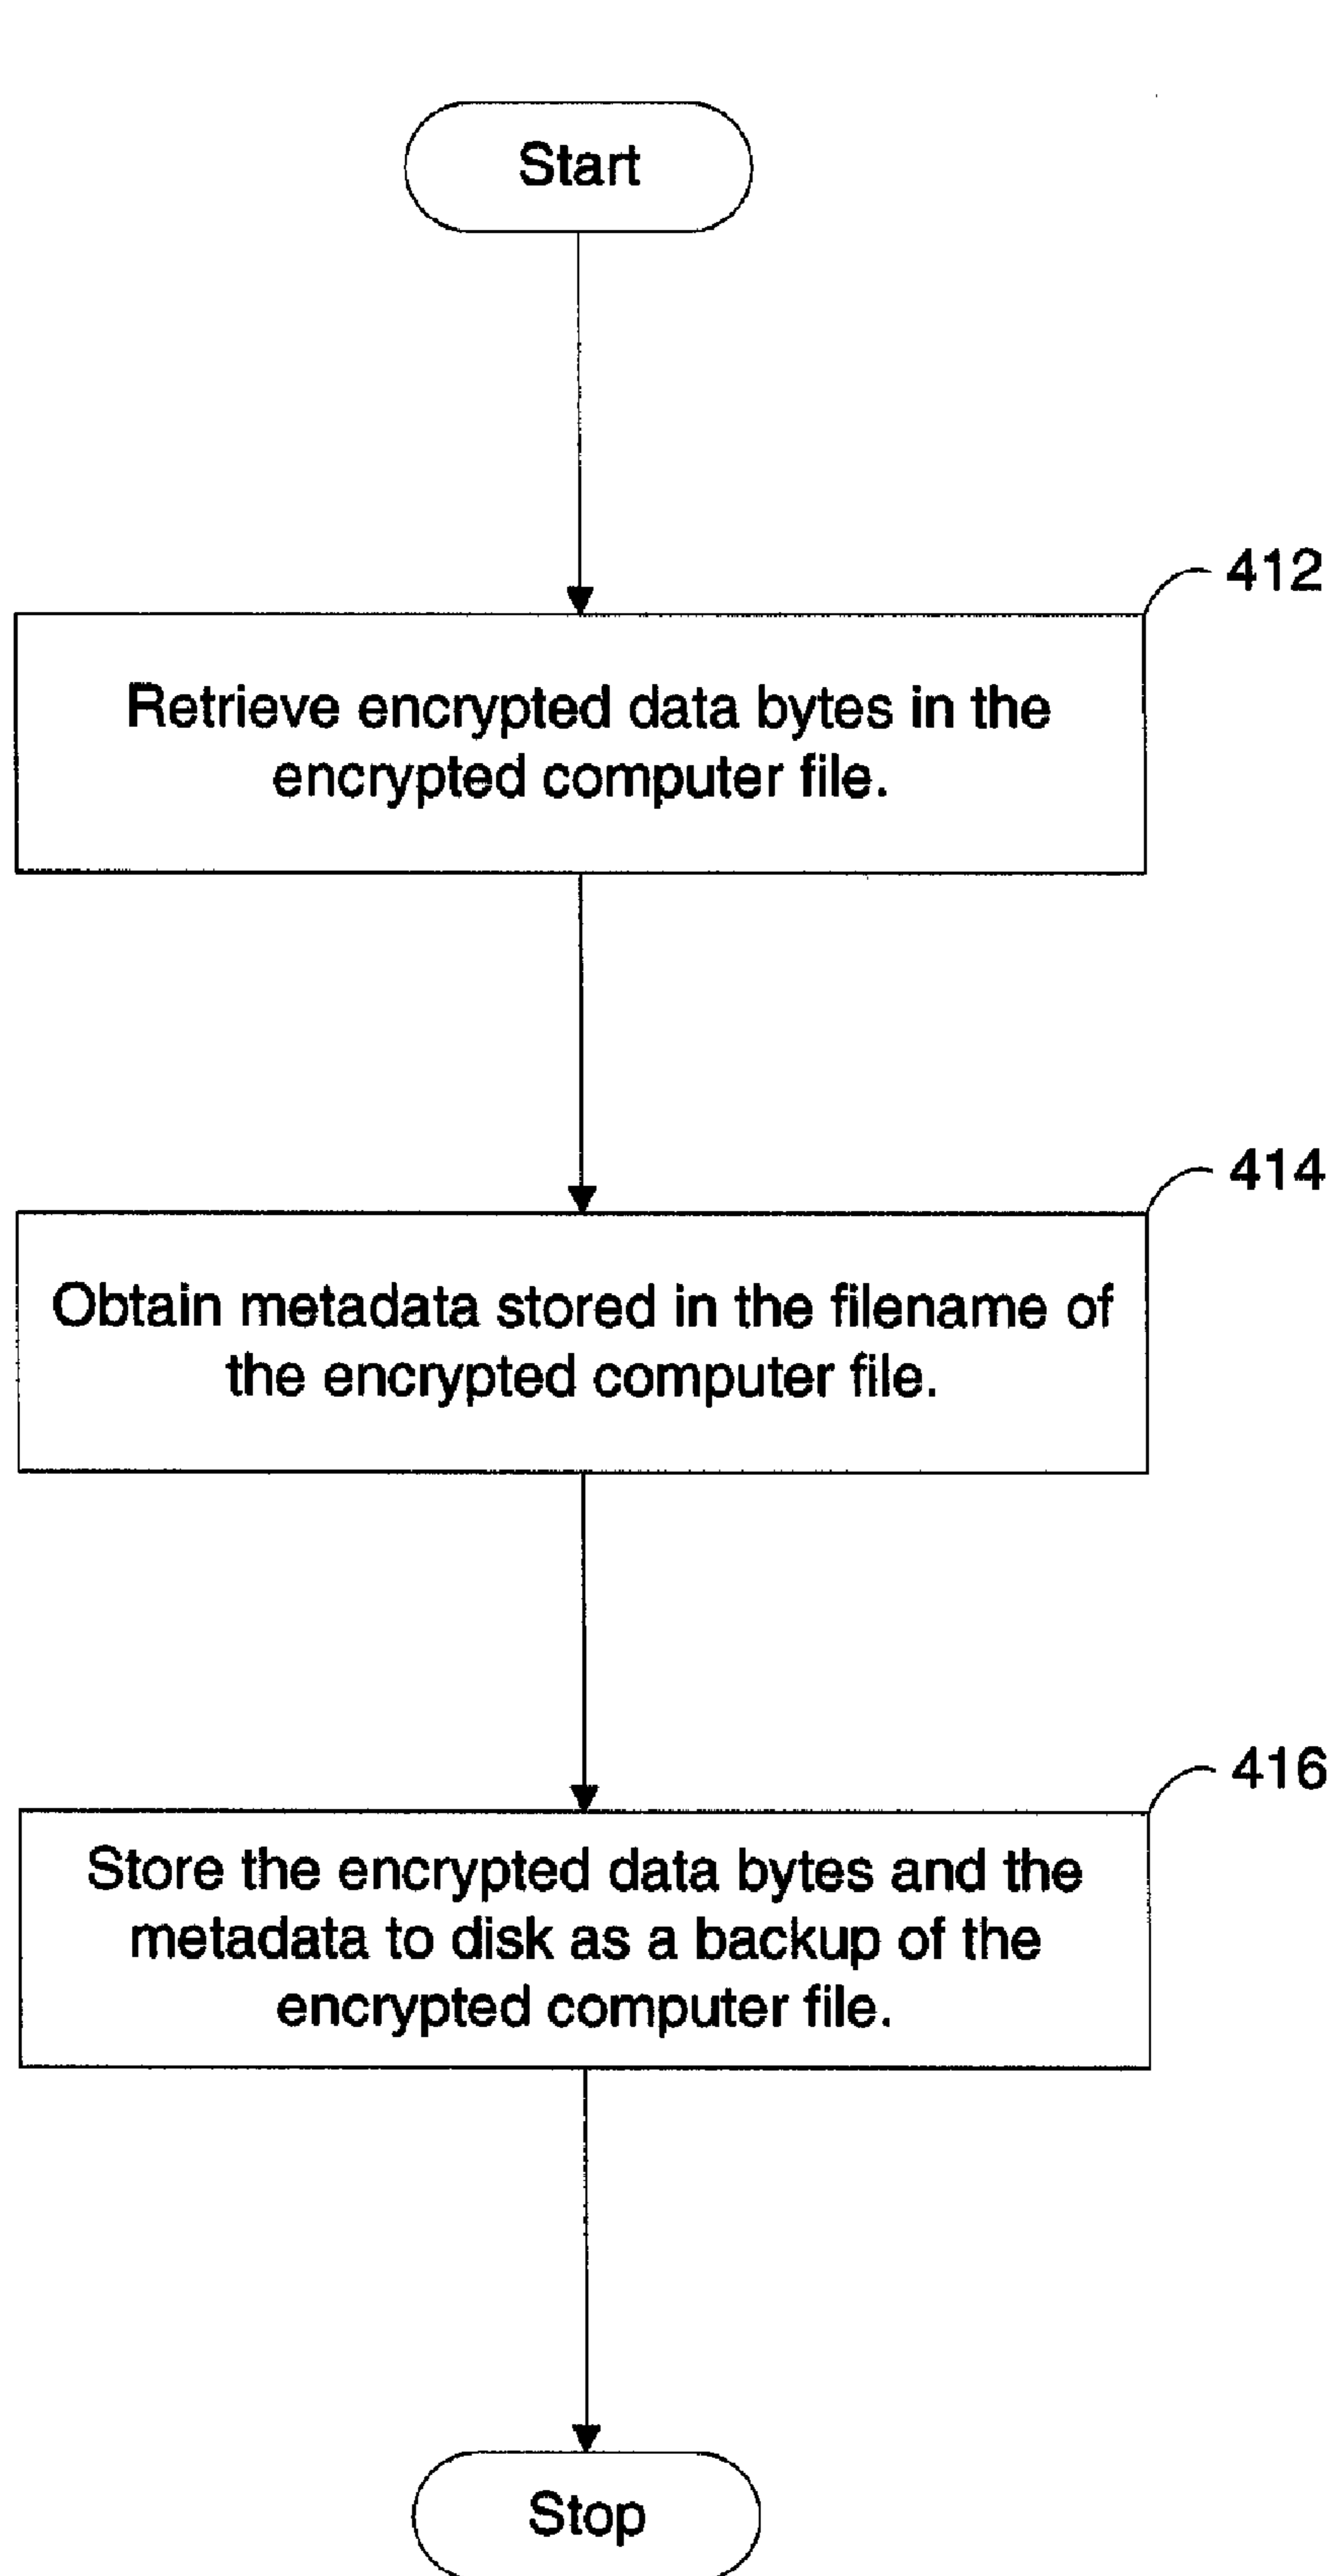 Start
412
Retrieve encrypted data bytes in the
encrypted computer file.
414
Obtain metadata stored in the filename of
the encrypted computer file.
416
Store the encrypted data bytes and the
metadata to disk as a backup of the
encrypted computer file.
Stop